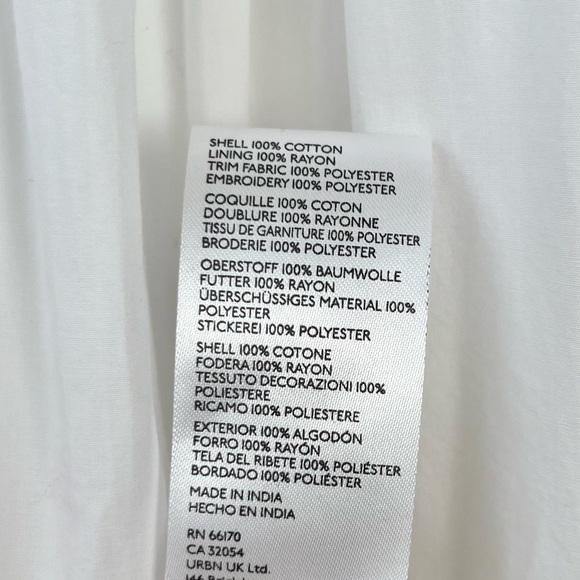 SHELL 100% COTTON
LINING 100% RAYON
TRIM FABRIC 100% POLYESTER
EMBROIDERY 100% POLYESTER
COQUILLE 100% COTON
DOUBLURE 100% RAYONNE
TISSU DE GARNITURE 100% POLYESTER
BRODERIE 100% POLYESTER
OBERSTOFF 100% BAUMWOLLE
FUTTER 100% RAYON
ÜBERSCHÜSSIGES MATERIAL 100%
POLYESTER
STICKEREI 100% POLYESTER
SHELL 100% COTONE
FODERA 100% RAYON
TESSUTO DECORAZIONI 100%
POLIESTERE
RICAMO 100% POLIESTERE
EXTERIOR 100% ALGODÓN
FORRO 100% RAYÓN
TELA DEL RIBETE 100% POLIÉSTER
BORDADO 100% POLIÉSTER
MADE IN INDIA
HECHO EN INDIA
RN 66170
CA 32054
URBN UK Ltd.